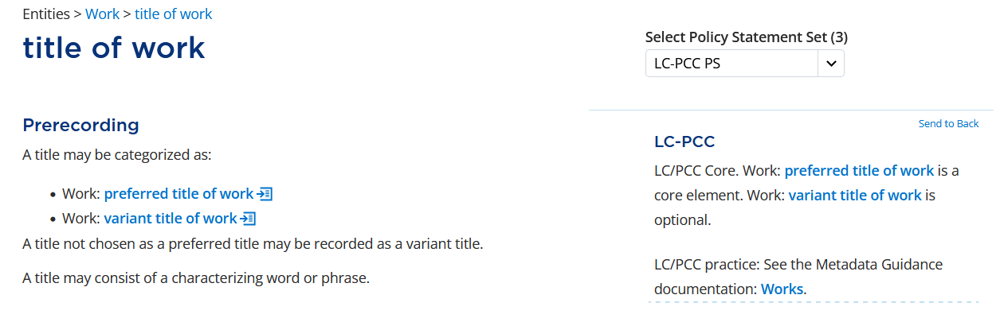 Entities > Work > title of work
title of work
Prerecording
A title may be categorized as:
• Work: preferred title of work
• Work: variant title of work
A title not chosen as a preferred title may be recorded as a variant title.
A title may consist of a characterizing word or phrase.
Select Policy Statement Set (3)
LC-PCC PS
Send to Back
LC-PCC
LC/PCC Core. Work: preferred title of work is a
core element. Work: variant title of work is
optional.
LC/PCC practice: See the Metadata Guidance
documentation: Works.